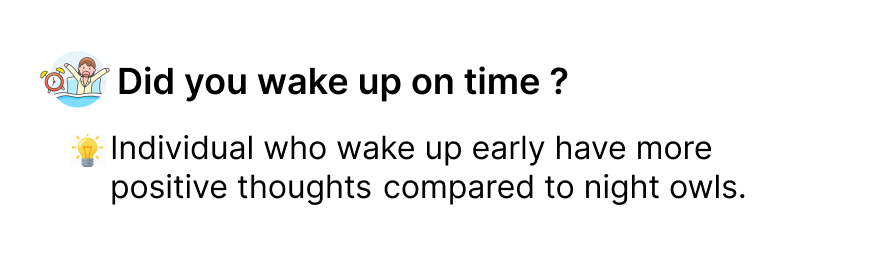 Did you wake up on time ?
Individual who wake up early have more
positive thoughts compared to night owls.